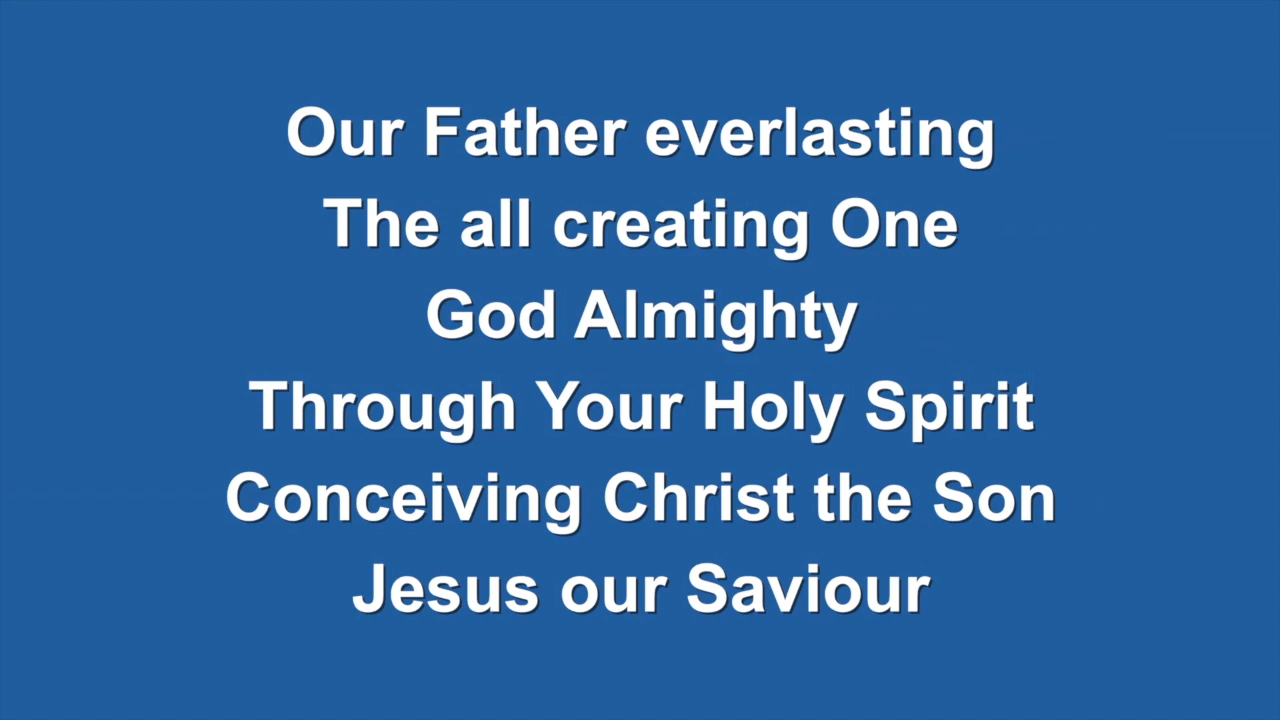 Our Father everlasting
The all creating One
God Almighty
Through Your Holy Spirit
Conceiving Christ the Son
Jesus our Saviour